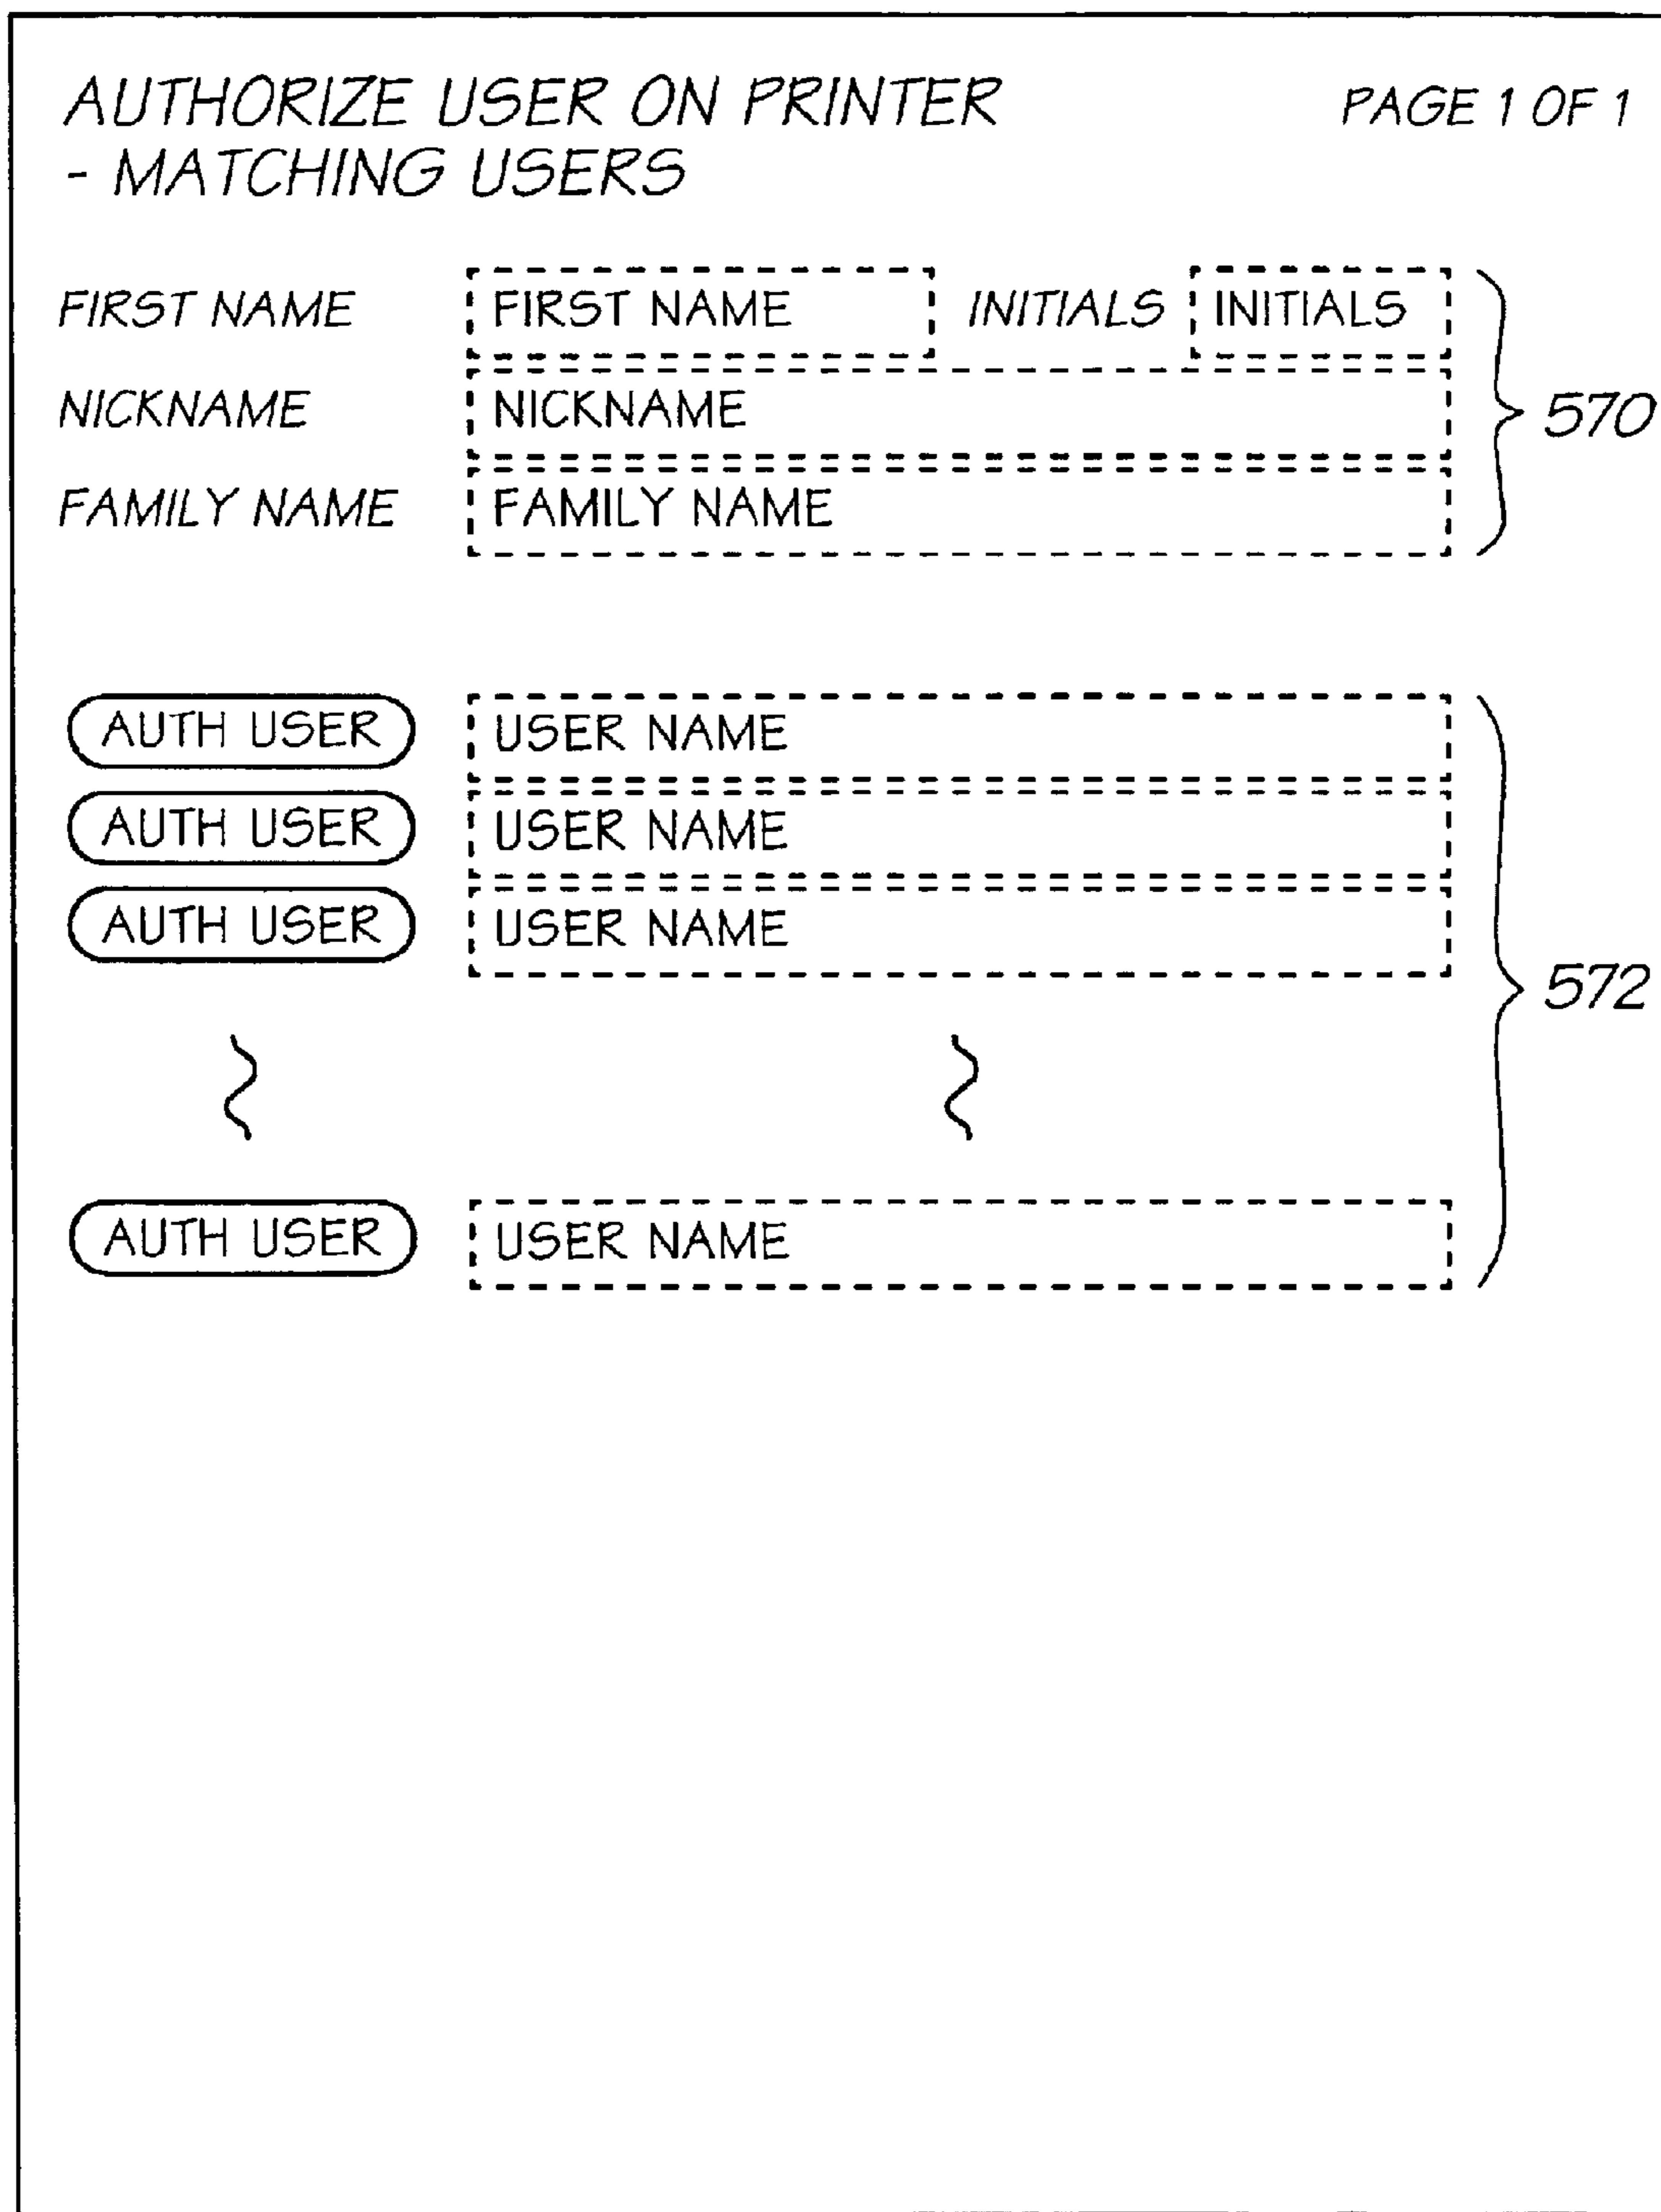 AUTHORIZE USER ON PRINTER PAGE 1 OF 1
- MATCHING USERS
FIRST NAME FIRST NAME INITIALS INITIALS
NICKNAME NICKNAME 570
FAMILY NAME FAMILY NAME
AUTH USER USER NAME
AUTH USER USER NAME
AUTH USER USER NAME
572
AUTH USER USER NAME